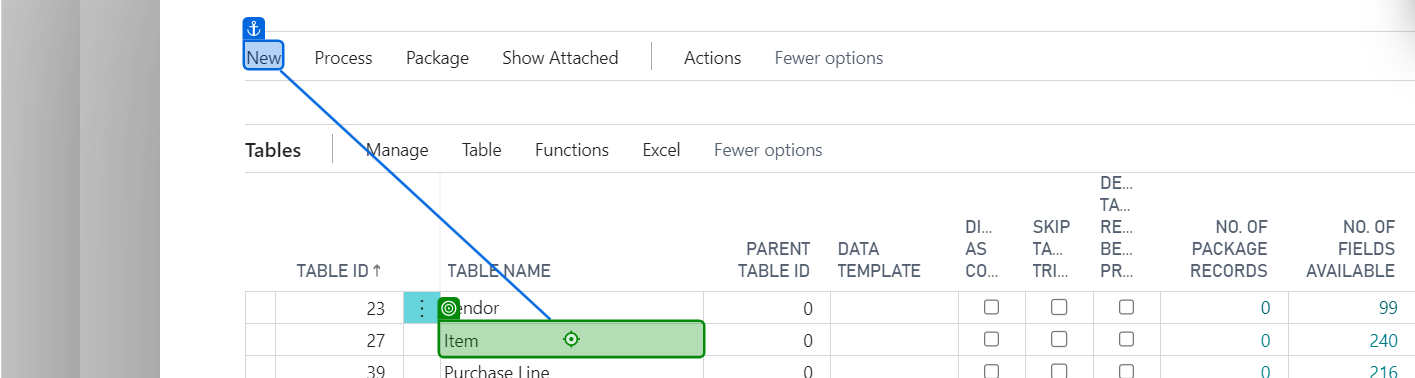 New Process Package Show Attached Actions Fewer options
Tables Manage Table Functions Excel Fewer options
TABLE ID↑ TABLE NAME PARENT TABLE ID DATA TEMPLATE DI... AS CO... SKIP TA... TRI... DE... TA... RE... BE... PR... NO. OF PACKAGE RECORDS NO. OF FIELDS AVAILABLE
23 Vendor 0 0 99
27 Item 0 0 240
39 Purchase Line 0 0 216